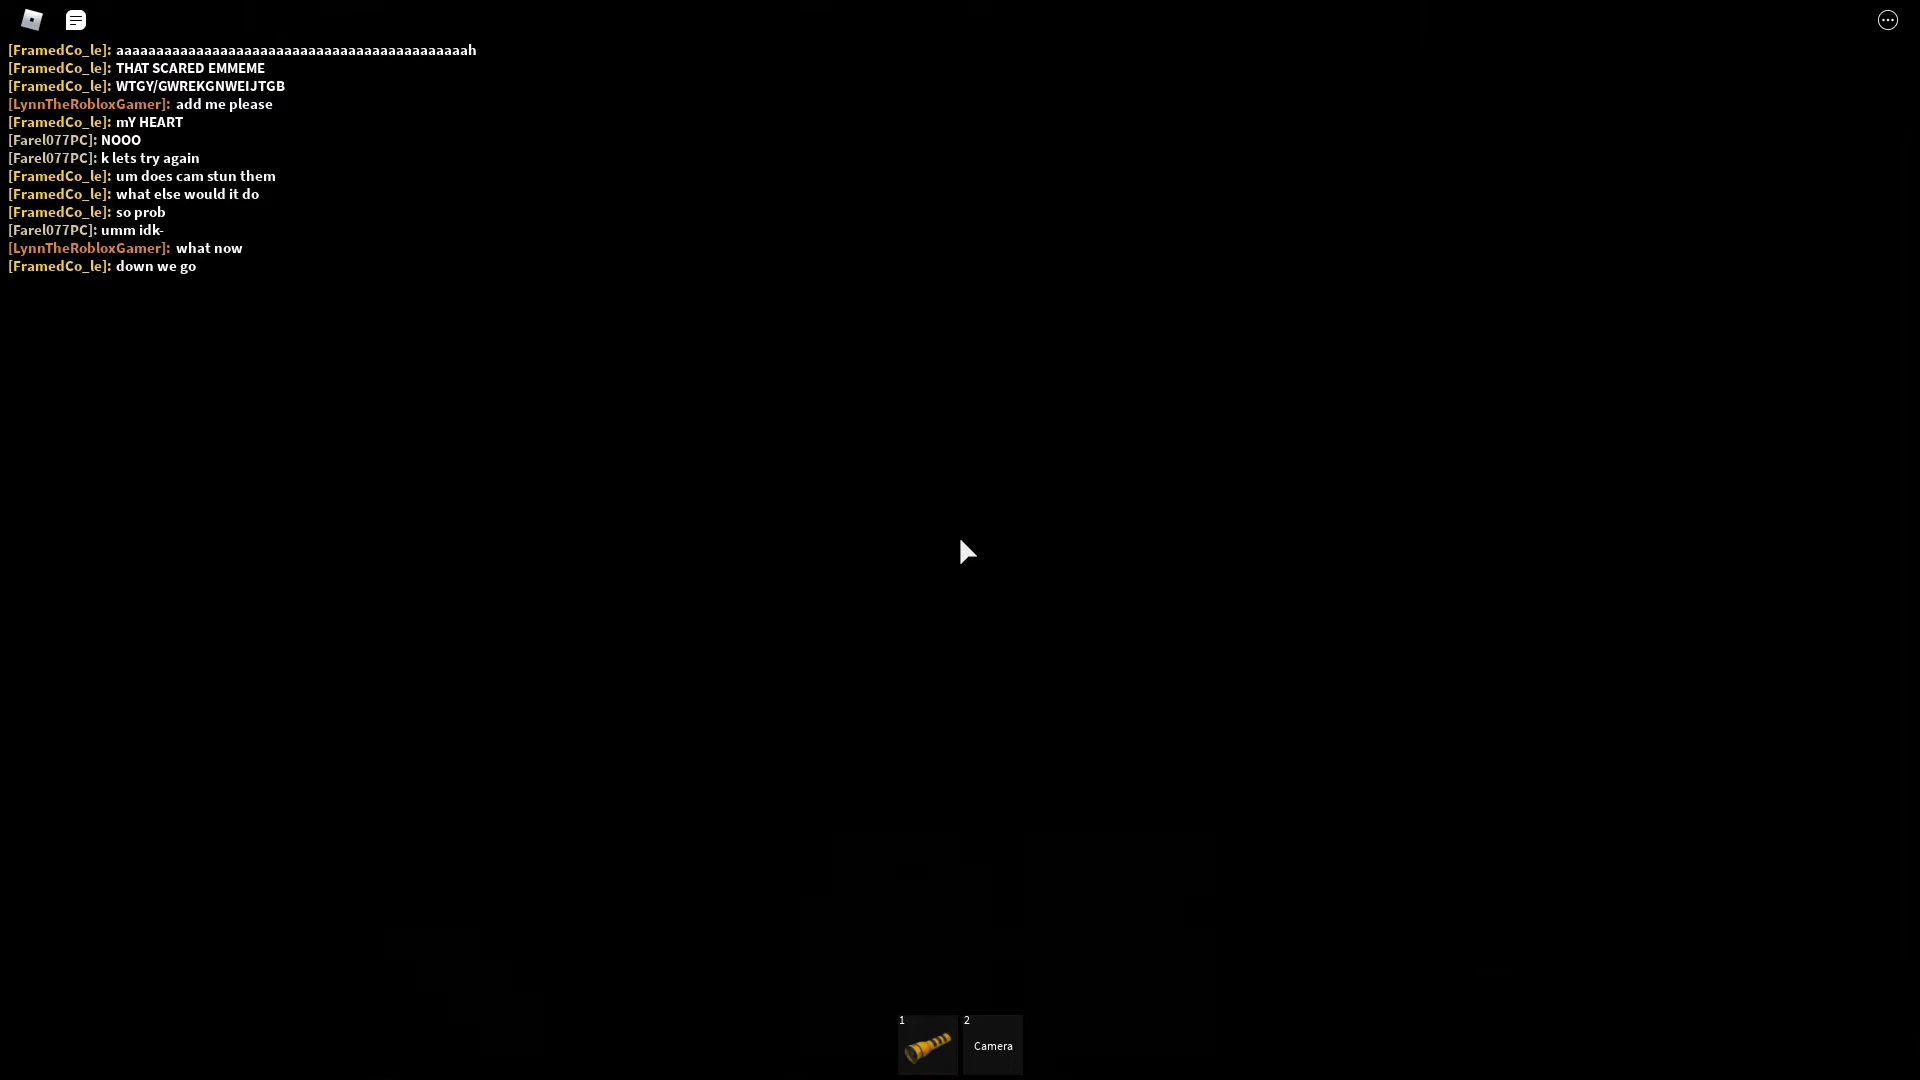 [FramedCo_le]: aaaaaaaaaaaaaaaaaaaaaaaaaaaaaaaaaaaaaaaaaaaah
[FramedCo_le]: THAT SCARED EMMEME
[FramedCo_le]: WTGY/GWREKGNWEIJTGB
[LynnTheRobloxGamer]: add me please
[FramedCo_le]: mY HEART
[Farel077PC]: NOOO
[Farel077PC]: k lets try again
[FramedCo_le]: um does cam stun them
[FramedCo_le]: what else would it do
[FramedCo_le]: so prob
[Farel077PC]: umm idk-
[LynnTheRobloxGamer]: what now
[FramedCo_le]: down we go
1
2
Camera